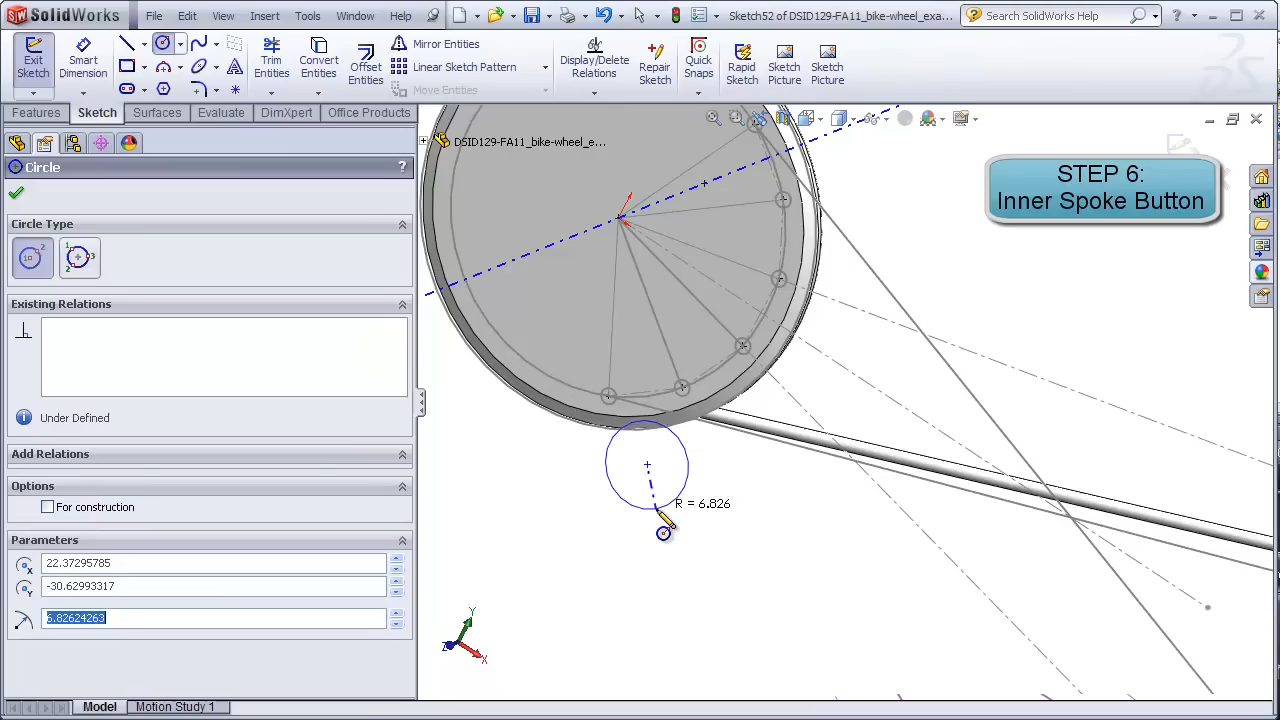 SolidWorks
File Edit View Insert Tools Window Help
Sketch52 of DSID129-FA11_bike-wheel_exa...
Search SolidWorks Help
Exit Sketch
Smart Dimension
Trim Entities
Convert Entities
Offset Entities
Mirror Entities
Linear Sketch Pattern
Move Entities
Display/Delete Relations
Repair Sketch
Quick Snaps
Rapid Sketch
Sketch Picture
Sketch Picture
Features Sketch Surfaces Evaluate DimXpert Office Products
DSID129-FA11_bike-wheel_e...
Circle ?
STEP 6:
Inner Spoke Button
Circle Type
Existing Relations
Under Defined
Add Relations
Options
For construction
Parameters
22.37295785
-30.62993317
6.82624263
R = 6.826
Y
Z
X
Model Motion Study 1